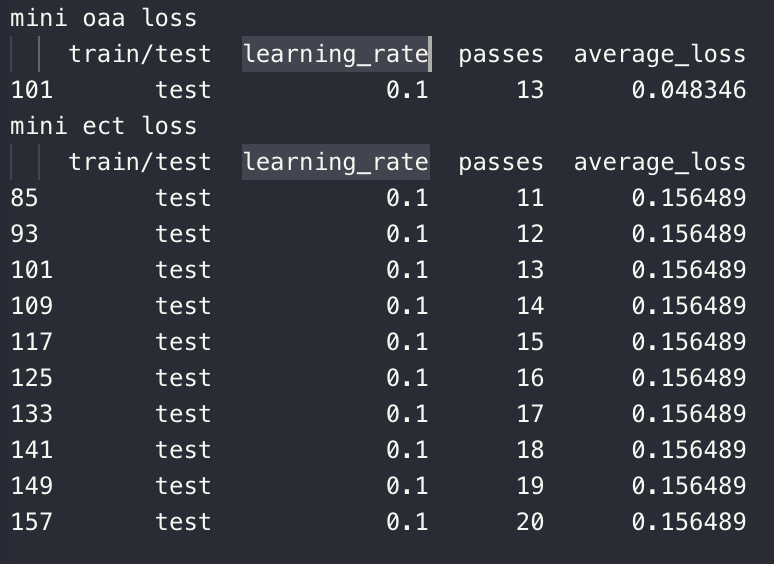 mini oaa loss
train/test learning_rate passes average_loss
101 test 0.1 13 0.048346
mini ect loss
train/test learning_rate passes average_loss
85 test 0.1 11 0.156489
93 test 0.1 12 0.156489
101 test 0.1 13 0.156489
109 test 0.1 14 0.156489
117 test 0.1 15 0.156489
125 test 0.1 16 0.156489
133 test 0.1 17 0.156489
141 test 0.1 18 0.156489
149 test 0.1 19 0.156489
157 test 0.1 20 0.156489